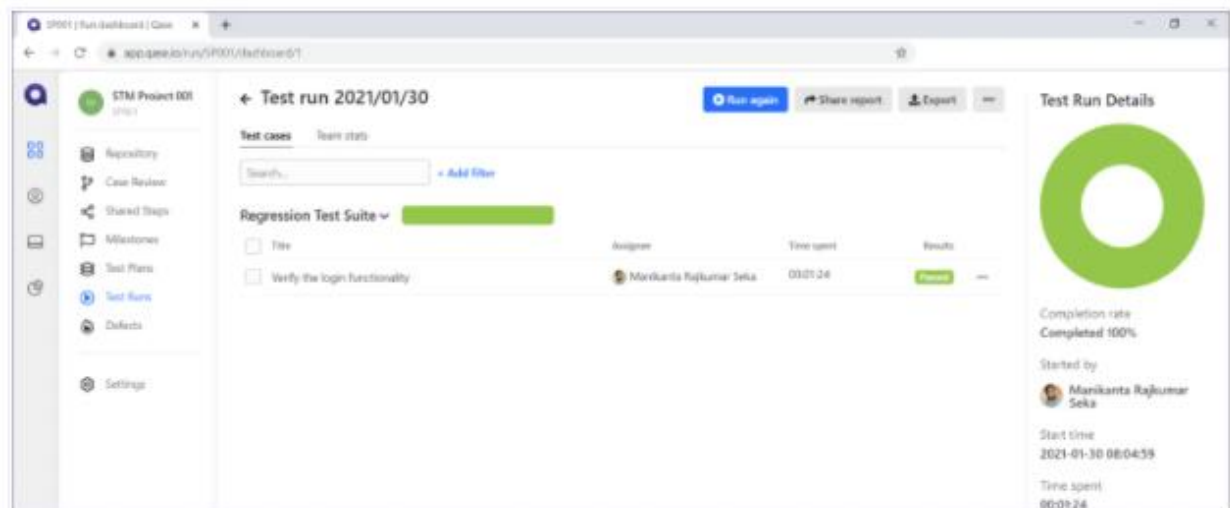 SP001 | Run dashboard | Qase
app.qase.io/run/SP001/dashboard/1
STM Project 001
SP001
Repository
Case Review
Shared Steps
Milestones
Test Plans
Test Runs
Defects
Settings
← Test run 2021/01/30
Run again
Share report
Export
Test cases Team stats
Search...
+ Add filter
Regression Test Suite
Title Assignee Time spent Results
Verify the login functionality Manikanta Rajkumar Seka 00:01:24 Passed
Test Run Details
Completion rate
Completed 100%
Started by
Manikanta Rajkumar
Seka
Start time
2021-01-30 08:04:59
Time spent
00:01:24